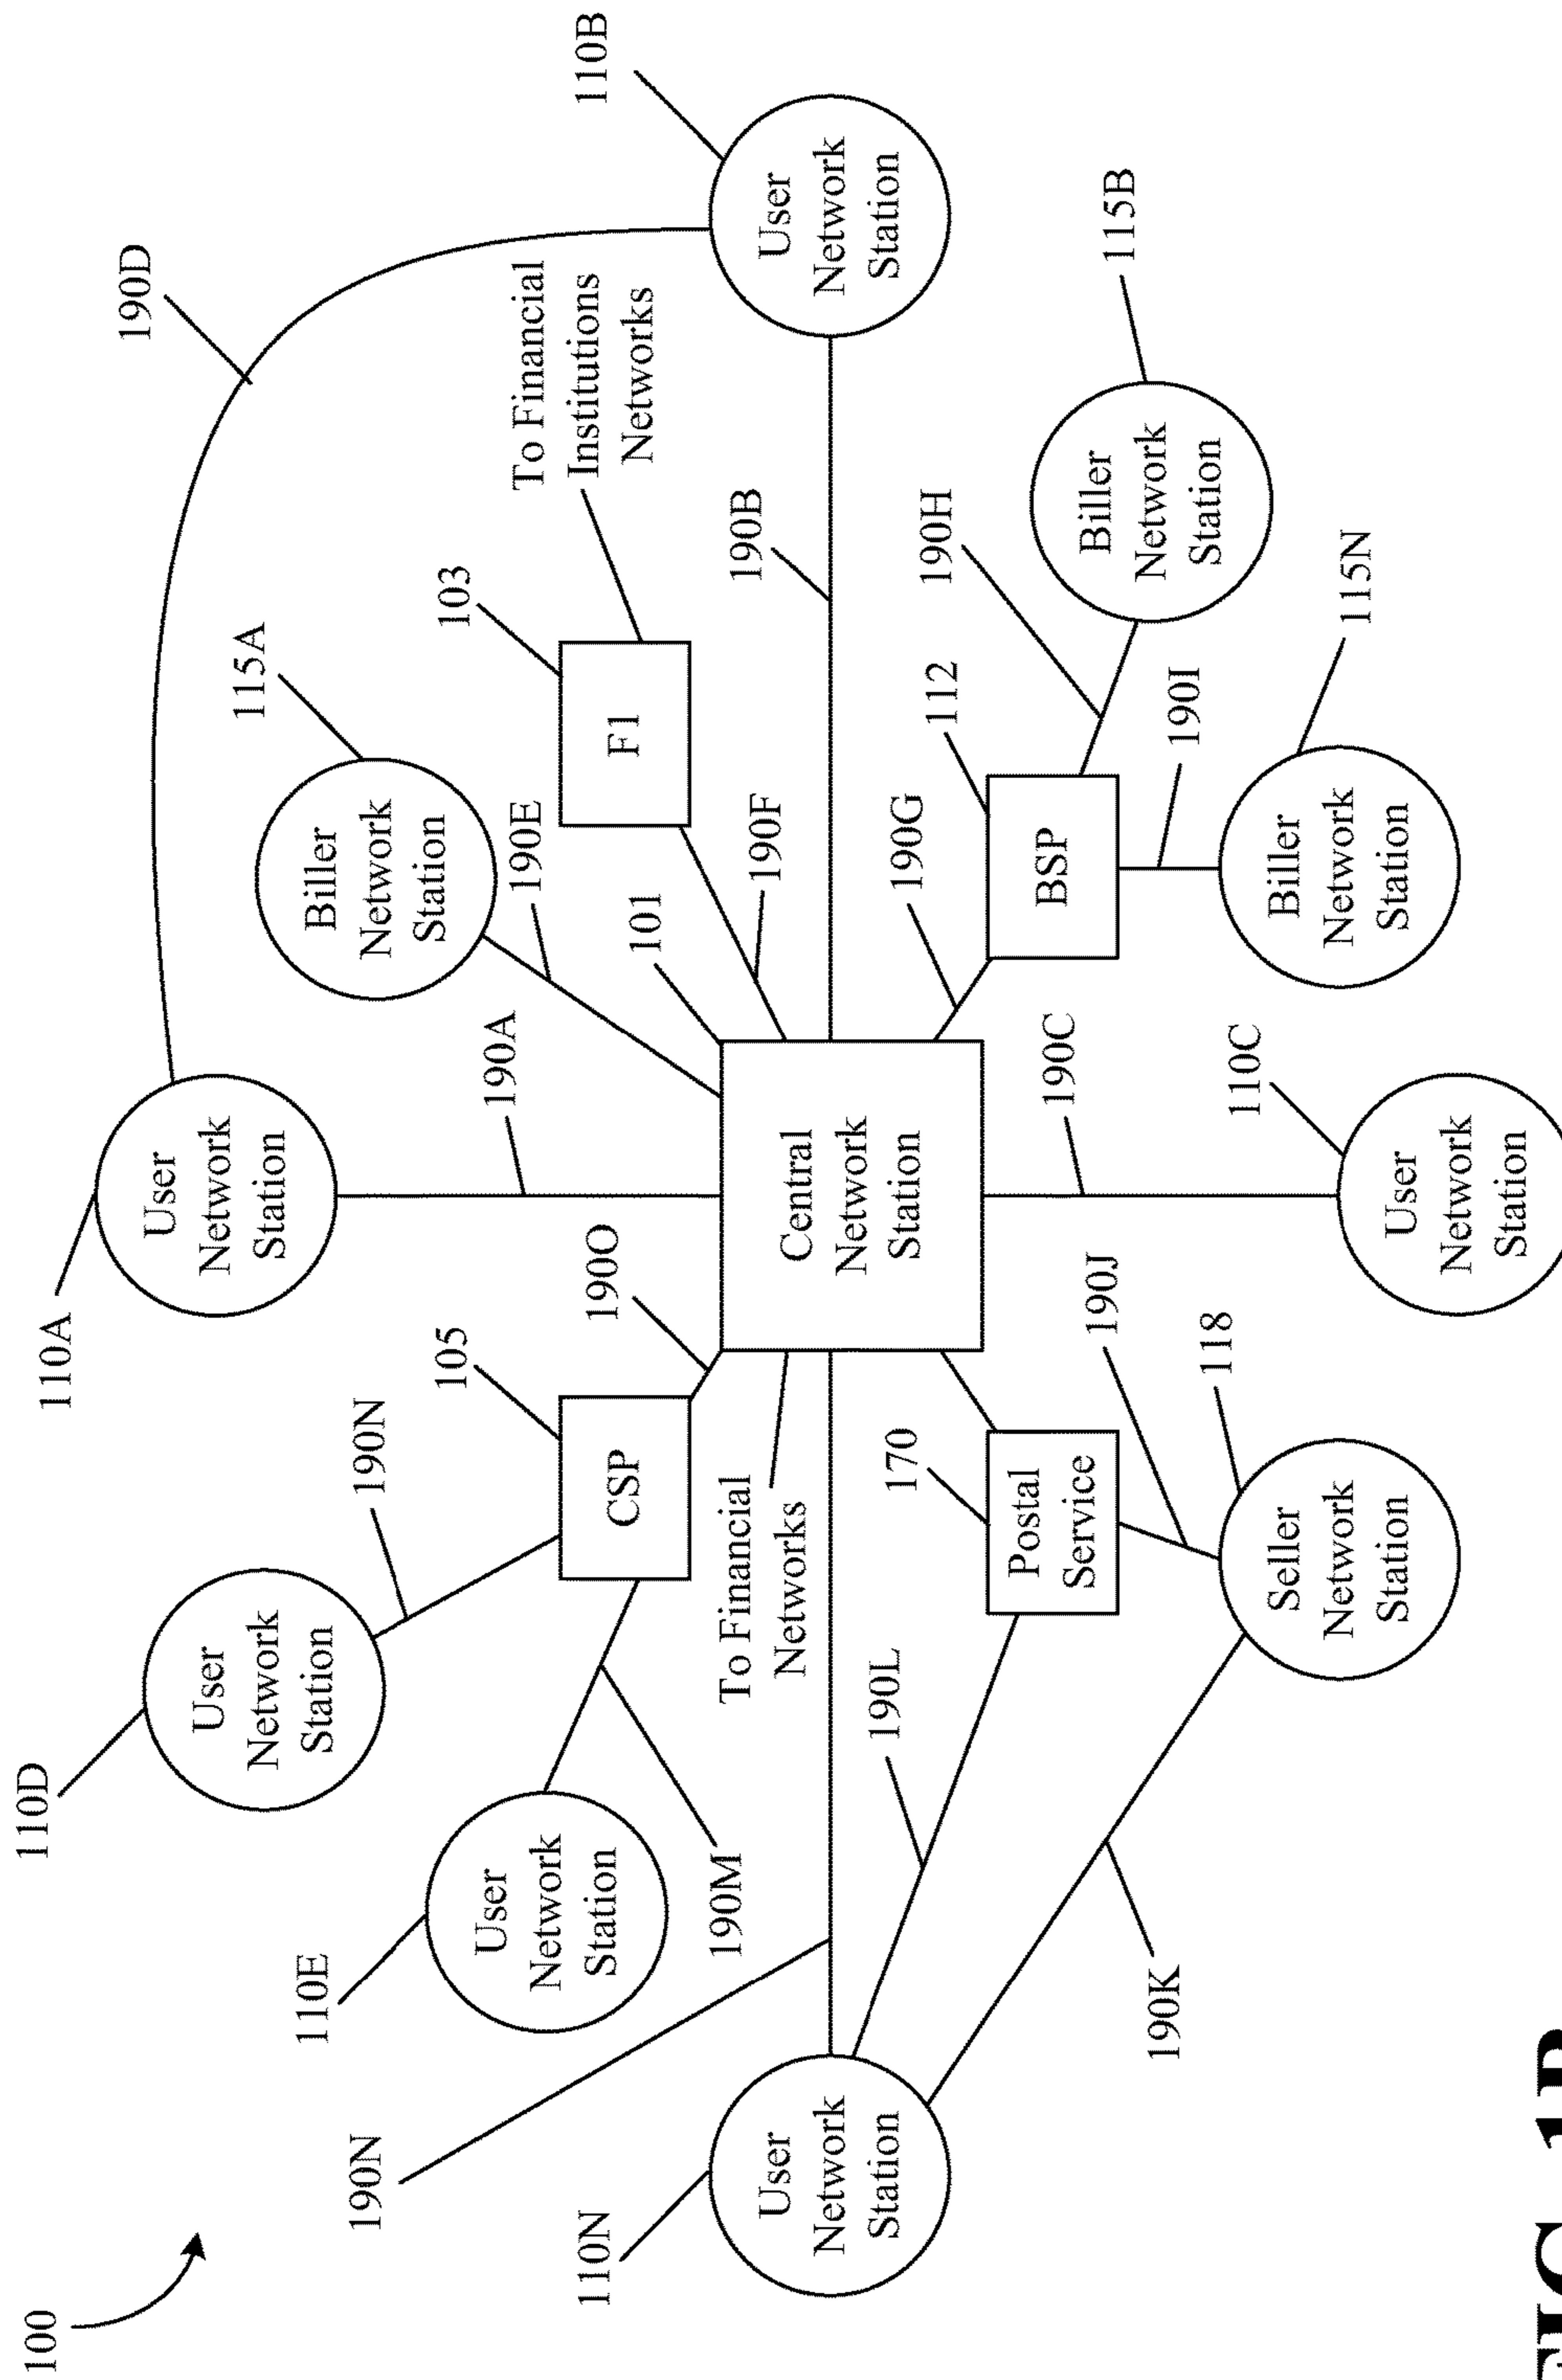 100
110D
110A
190D
110B
User
Network
Station
190N
105
User
Network
Station
115A
103
To Financial
Institutions
Networks
User
Network
Station
110E
User
Network
Station
CSP
190O
190A
Biller
Network
Station
190E
F1
190N
190M
To Financial
Networks
101
190F
190B
110N
User
Network
Station
Central
Network
Station
190L
170
Postal
Service
190G
112
BSP
190H
115B
Biller
Network
Station
190K
190J
118
190C
190I
Seller
Network
Station
110C
User
Network
Station
Biller
Network
Station
115N